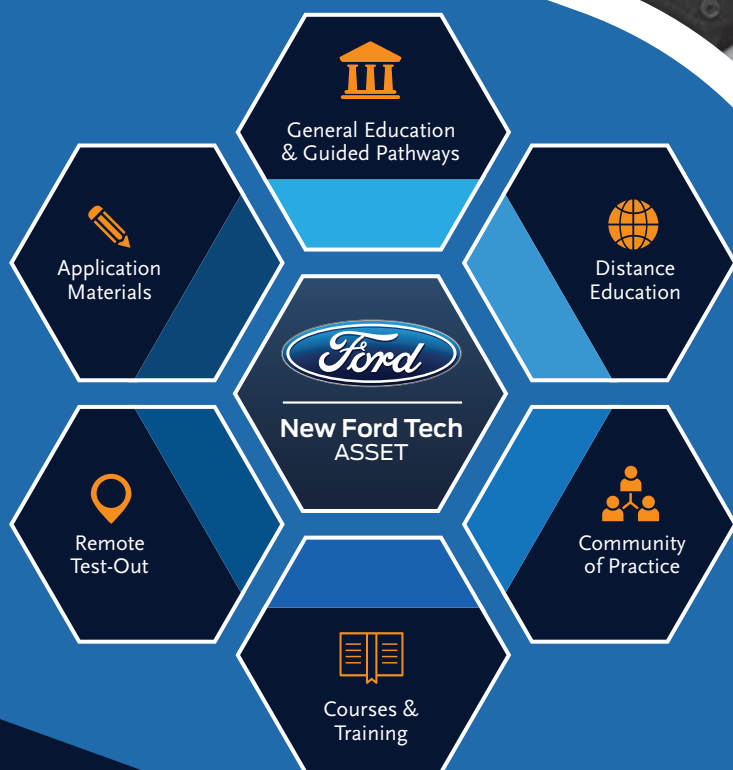 General Education
& Guided Pathways
Application
Materials
Distance
Education
Ford
New Ford Tech
ASSET
Remote
Test-Out
Community
of Practice
Courses &
Training